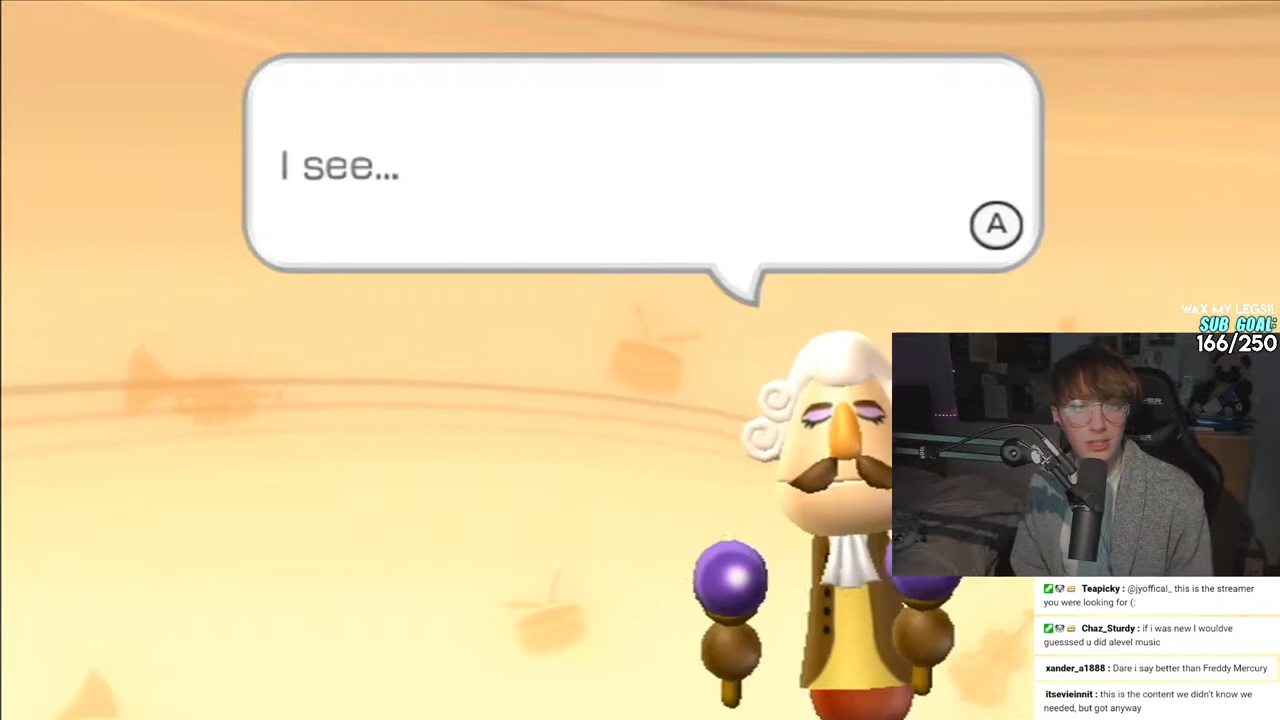 I see...
A
WAX MY LEGS!!
SUB GOAL:
166/250
Teapicky : @jyoffical_ this is the streamer
you were looking for (:
Chaz_Sturdy : if i was new I wouldve
guesssed u did alevel music
xander_a1888 : Dare i say better than Freddy Mercury
itsevieinnit : this is the content we didn't know we
needed, but got anyway